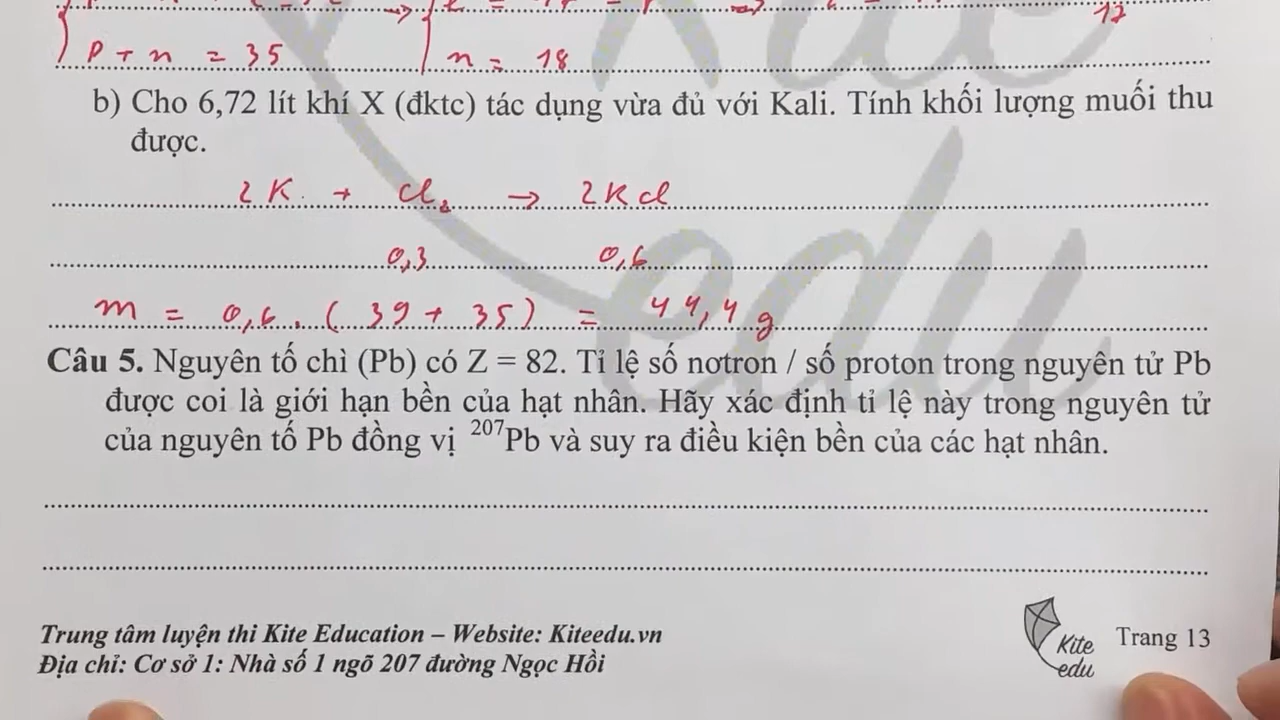 P + n = 35
n = 18
17
b) Cho 6,72 lít khí X (đktc) tác dụng vừa đủ với Kali. Tính khối lượng muối thu
được.
2K + Cl₂ → 2KCl
0,3 0,6
m = 0,6 . ( 39 + 35 ) = 44,4 g
Câu 5. Nguyên tố chì (Pb) có Z = 82. Tỉ lệ số nơtron / số proton trong nguyên tử Pb
được coi là giới hạn bền của hạt nhân. Hãy xác định tỉ lệ này trong nguyên tử
của nguyên tố Pb đồng vị ²⁰⁷Pb và suy ra điều kiện bền của các hạt nhân.
Trung tâm luyện thi Kite Education – Website: Kiteedu.vn
Địa chỉ: Cơ sở 1: Nhà số 1 ngõ 207 đường Ngọc Hồi
Kite
edu
Trang 13
Kite
edu